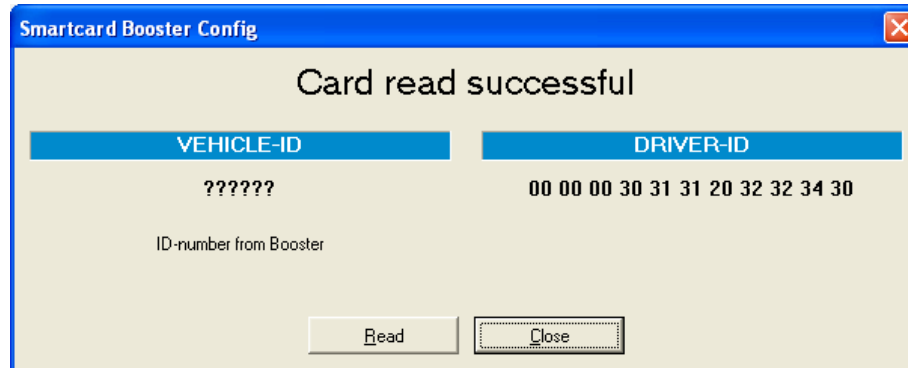 Smartcard Booster Config
Card read successful
VEHICLE-ID
??????
ID-number from Booster
DRIVER-ID
00 00 00 30 31 31 20 32 32 34 30
Read
Close